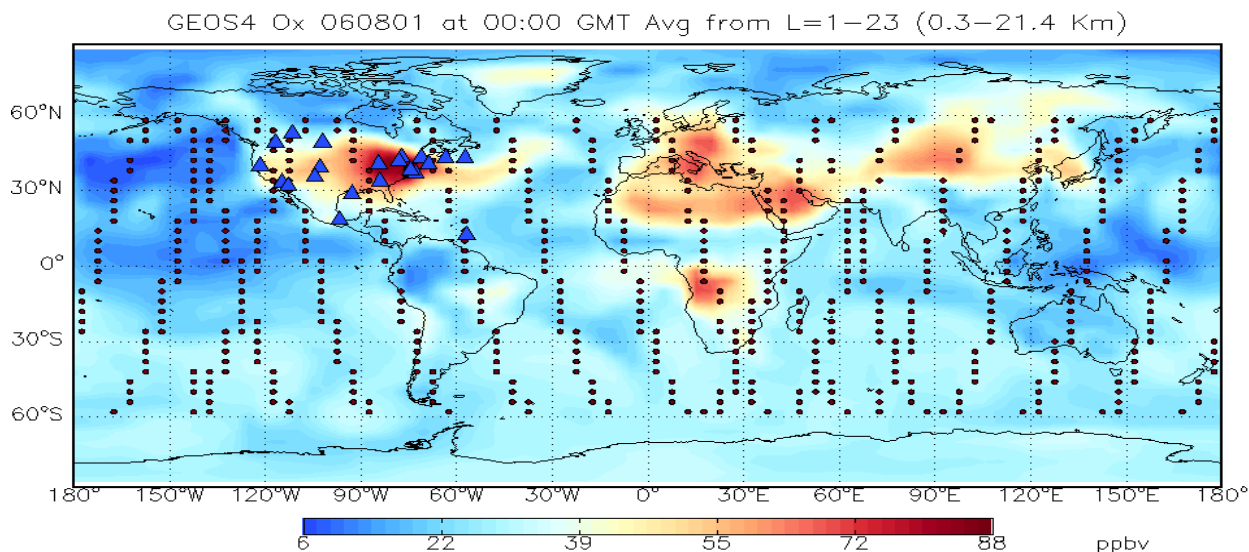 GEOS4 Ox 060801 at 00:00 GMT Avg from L=1−23 (0.3−21.4 Km)
60°N
30°N
0°
30°S
60°S
180° 150°W 120°W 90°W 60°W 30°W 0° 30°E 60°E 90°E 120°E 150°E 180°
6 22 39 55 72 88 ppbv